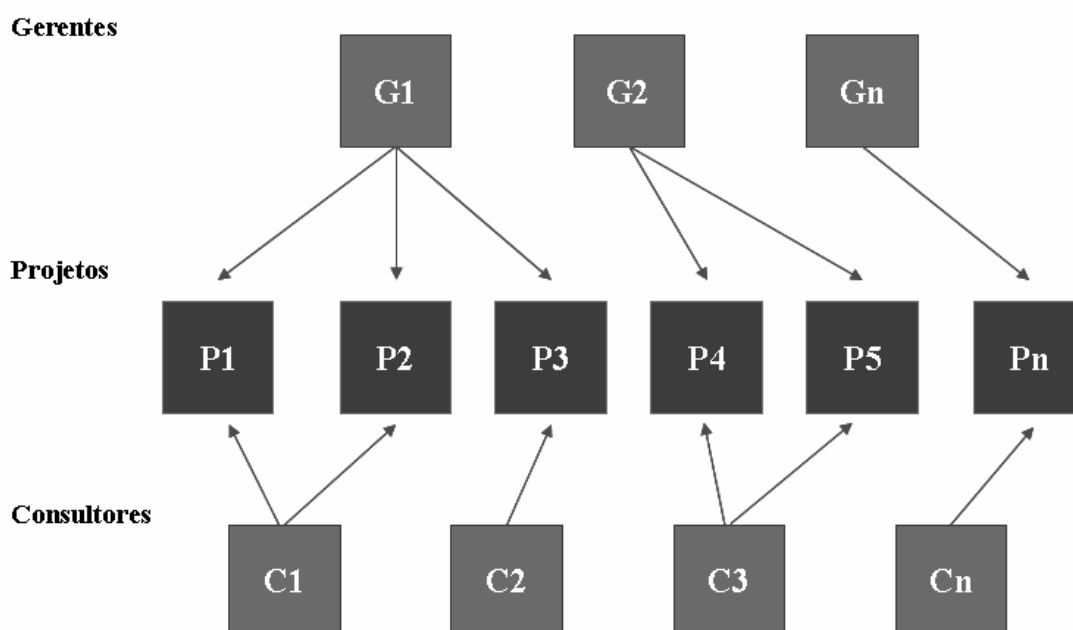 Gerentes
G1 G2 Gn
Projetos
P1 P2 P3 P4 P5 Pn
Consultores
C1 C2 C3 Cn